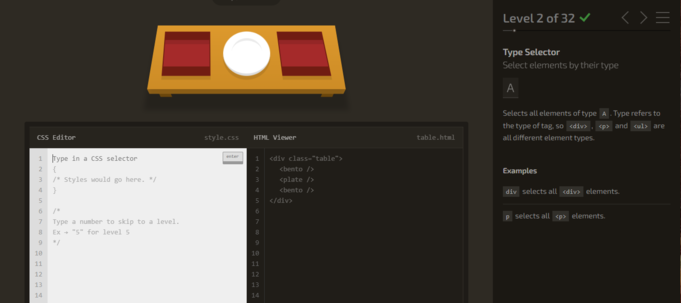 Level 2 of 32
Type Selector
Select elements by their type
A
Selects all elements of type A. Type refers
to the type of tag, so <div>, <p> and <ul> are
all different element types.
Examples
div selects all <div> elements.
p selects all <p> elements.
CSS Editor
style.css
1 Type in a CSS selector
enter
2 {
3 /* Styles would go here. */
4 }
5
6 /*
7 Type a number to skip to a level.
8 Ex → "5" for level 5
9 */
10
11
12
13
14
HTML Viewer
table.html
1 <div class="table">
2 <bento />
3 <plate />
4 <bento />
5 </div>
6
7
8
9
10
11
12
13
14